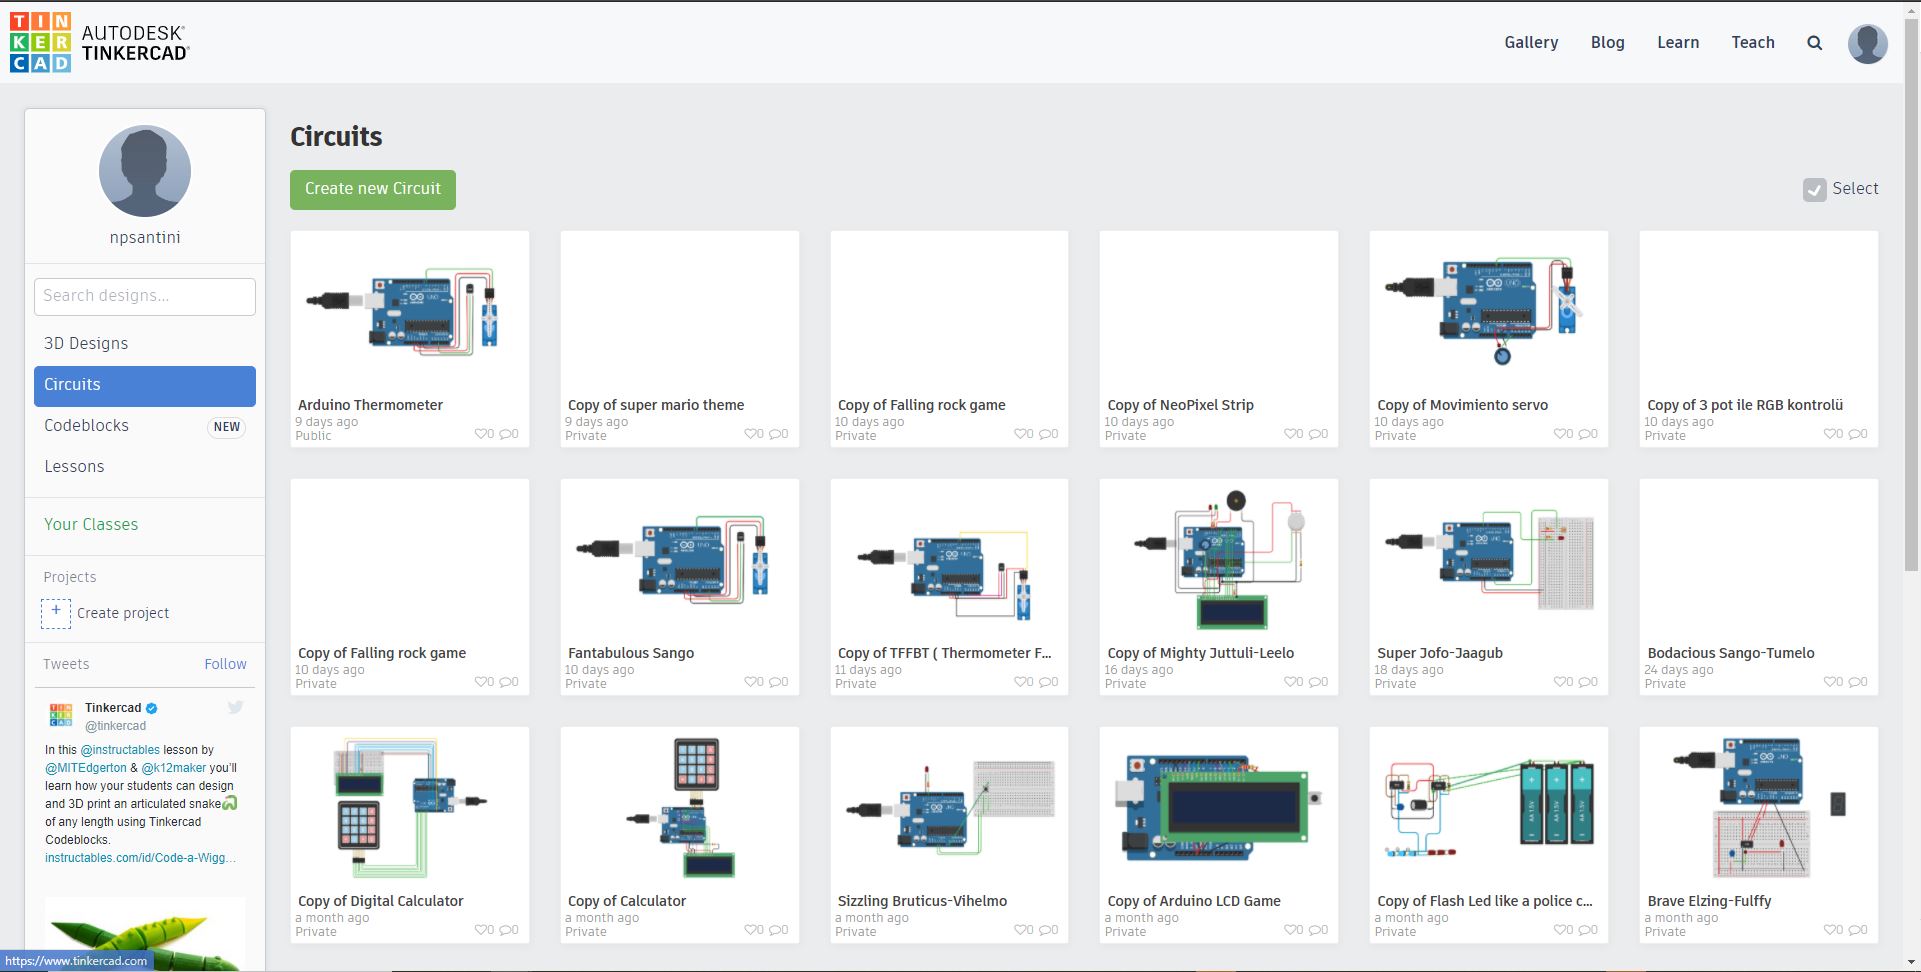 TIN
KER
CAD
AUTODESK®
TINKERCAD®
Gallery Blog Learn Teach
npsantini
Search designs...
3D Designs
Circuits
Codeblocks NEW
Lessons
Your Classes
Projects
+ Create project
Tweets Follow
Tinkercad
@tinkercad
In this @instructables lesson by
@MITEdgerton & @k12maker you'll
learn how your students can design
and 3D print an articulated snake
of any length using Tinkercad
Codeblocks.
instructables.com/id/Code-a-Wigg…
https://www.tinkercad.com
Circuits
Create new Circuit
Select
Arduino Thermometer
9 days ago
Public 0 0
Copy of super mario theme
9 days ago
Private 0 0
Copy of Falling rock game
10 days ago
Private 0 0
Copy of NeoPixel Strip
10 days ago
Private 0 0
Copy of Movimiento servo
10 days ago
Private 0 0
Copy of 3 pot ile RGB kontrolü
10 days ago
Private 0 0
Copy of Falling rock game
10 days ago
Private 0 0
Fantabulous Sango
10 days ago
Private 0 0
Copy of TFFBT ( Thermometer F...
11 days ago
Private 0 0
Copy of Mighty Juttuli-Leelo
16 days ago
Private 0 0
Super Jofo-Jaagub
18 days ago
Private 0 0
Bodacious Sango-Tumelo
24 days ago
Private 0 0
Copy of Digital Calculator
a month ago
Private 0 0
Copy of Calculator
a month ago
Private 0 0
Sizzling Bruticus-Vihelmo
a month ago
Private 0 0
Copy of Arduino LCD Game
a month ago
Private 0 0
AA 1.5V
AA 1.5V
AA 1.5V
Copy of Flash Led like a police c...
a month ago
Private 0 0
Brave Elzing-Fulffy
a month ago
Private 0 0